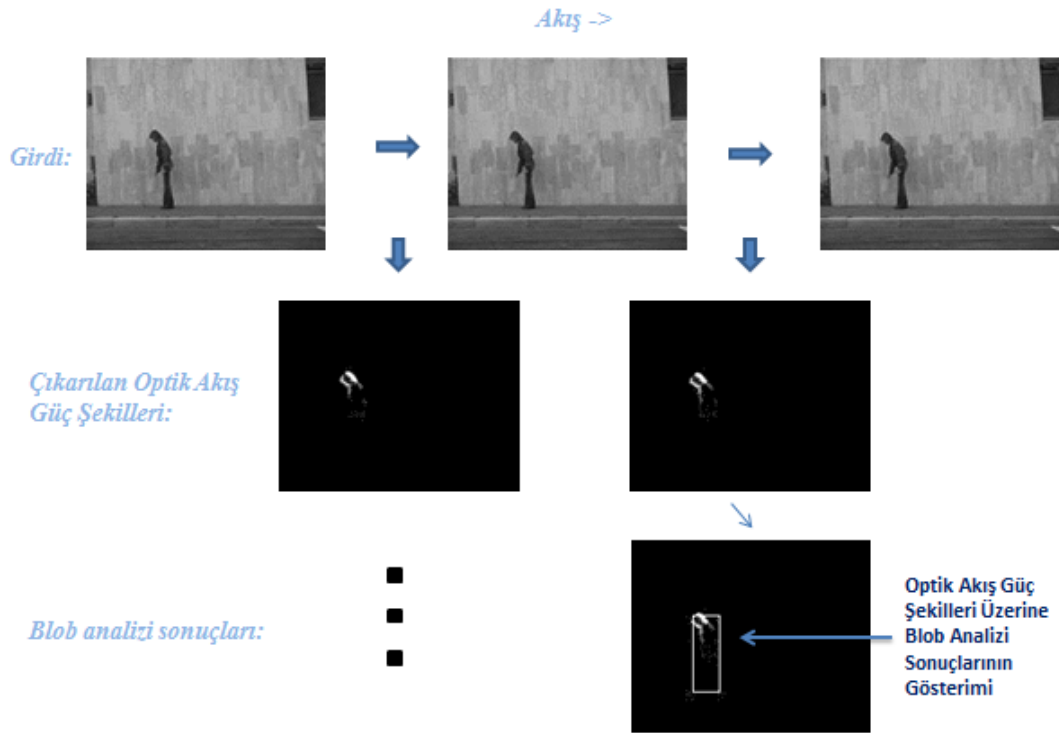 Akış ->
Girdi:
Çıkarılan Optik Akış
Güç Şekilleri:
Blob analizi sonuçları:
Optik Akış Güç
Şekilleri Üzerine
Blob Analizi
Sonuçlarının
Gösterimi